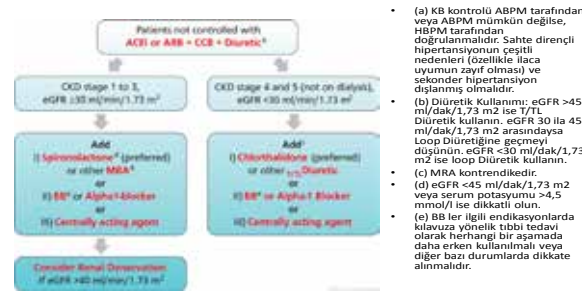 Patients not controlled with
ACEi or ARB + CCB + Diuretic
CKD stage 1 to 3,
eGFR ≥30 ml/min/1.73 m²
CKD stage 4 and 5 (not on dialysis),
eGFR <30 ml/min/1.73 m²
Add
i) Spironolactone (preferred)
or other MRA
or
ii) BB or Alpha1-blocker
or
iii) Centrally acting agent
Add
i) Chlorthalidone (preferred)
or other T/TL Diuretic
or
ii) BB or Alpha-1 Blocker
or
iii) Centrally acting agent
Consider Renal Denervation
if eGFR >40 ml/min/1.73 m²
• (a) KB kontrolü ABPM tarafından
veya ABPM mümkün değilse,
HBPM tarafından
doğrulanmalıdır. Sahte dirençli
hipertansiyonun çeşitli
nedenleri (özellikle ilaca
uyumun zayıf olması) ve
sekonder hipertansiyon
dışlanmış olmalıdır.
• (b) Diüretik Kullanımı: eGFR >45
ml/dak/1,73 m2 ise T/TL
Diüretik kullanın. eGFR 30 ila 45
ml/dak/1,73 m2 arasındaysa
Loop Diüretiğe geçmeyi
düşünün. eGFR <30 ml/dak/1,73
m2 ise loop Diüretik kullanın.
• (c) MRA kontrendikedir.
• (d) eGFR <45 ml/dak/1,73 m2
veya serum potasyumu >4,5
mmol/l ise dikkatli olun.
• (e) BB ler ilgili endikasyonlarda
kılavuza yönelik tıbbi tedavi
olarak herhangi bir aşamada
daha erken kullanılmalı veya
diğer bazı durumlarda dikkate
alınmalıdır.